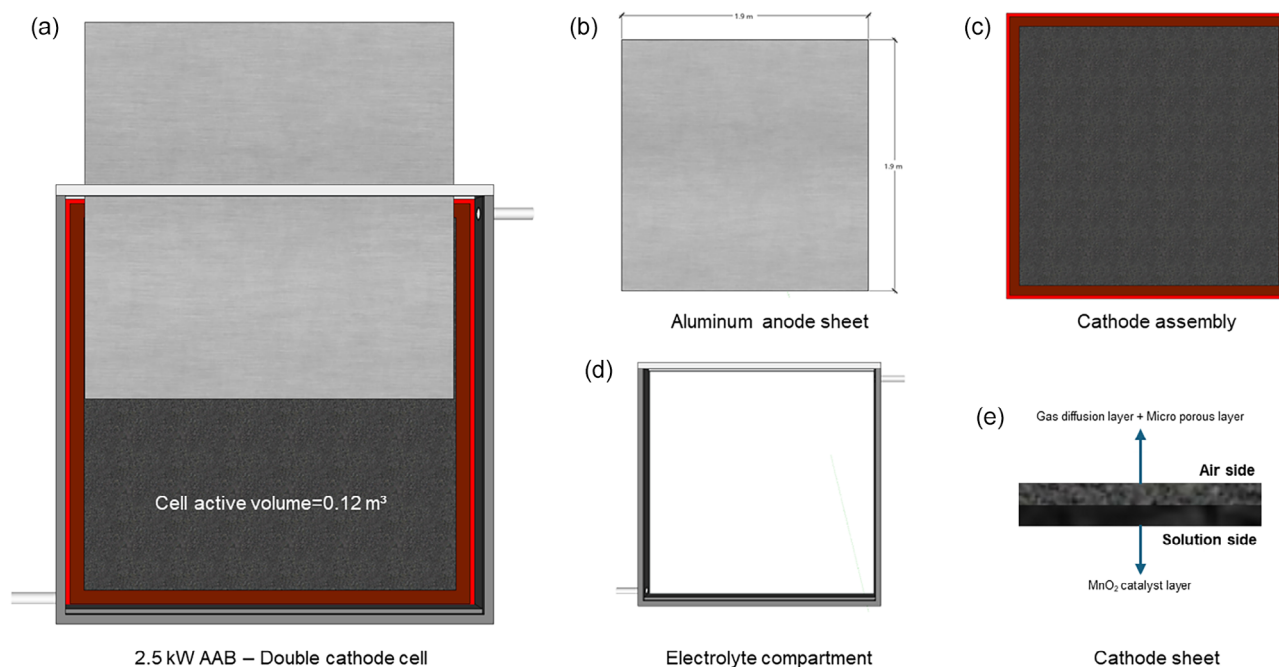 (a)
Cell active volume=0.12 m³
2.5 kW AAB – Double cathode cell
(b)
1.9 m
1.9 m
Aluminum anode sheet
(c)
Cathode assembly
(d)
Electrolyte compartment
(e)
Gas diffusion layer + Micro porous layer
Air side
Solution side
MnO₂ catalyst layer
Cathode sheet